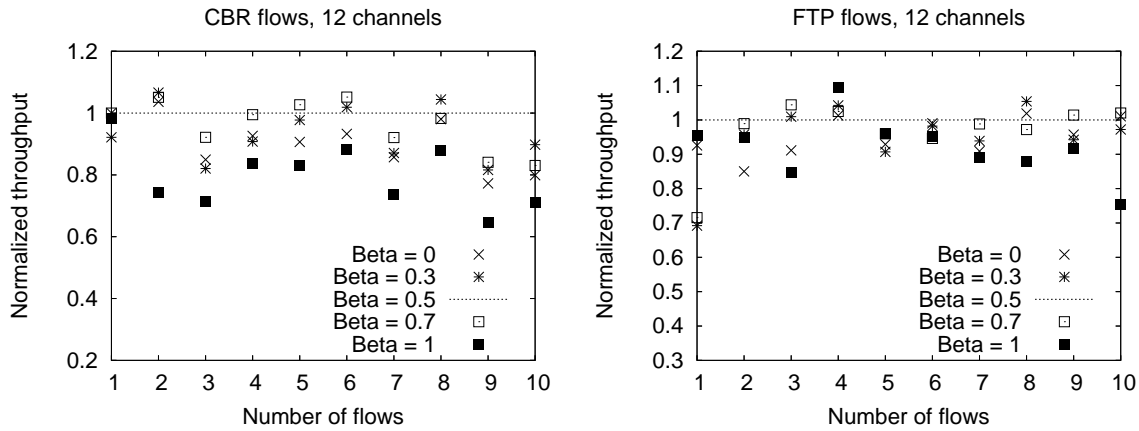 CBR flows, 12 channels
Normalized throughput
1.2
1
0.8
0.6
0.4
0.2
Beta = 0
Beta = 0.3
Beta = 0.5
Beta = 0.7
Beta = 1
1 2 3 4 5 6 7 8 9 10
Number of flows
FTP flows, 12 channels
Normalized throughput
1.2
1.1
1
0.9
0.8
0.7
0.6
0.5
0.4
0.3
Beta = 0
Beta = 0.3
Beta = 0.5
Beta = 0.7
Beta = 1
1 2 3 4 5 6 7 8 9 10
Number of flows